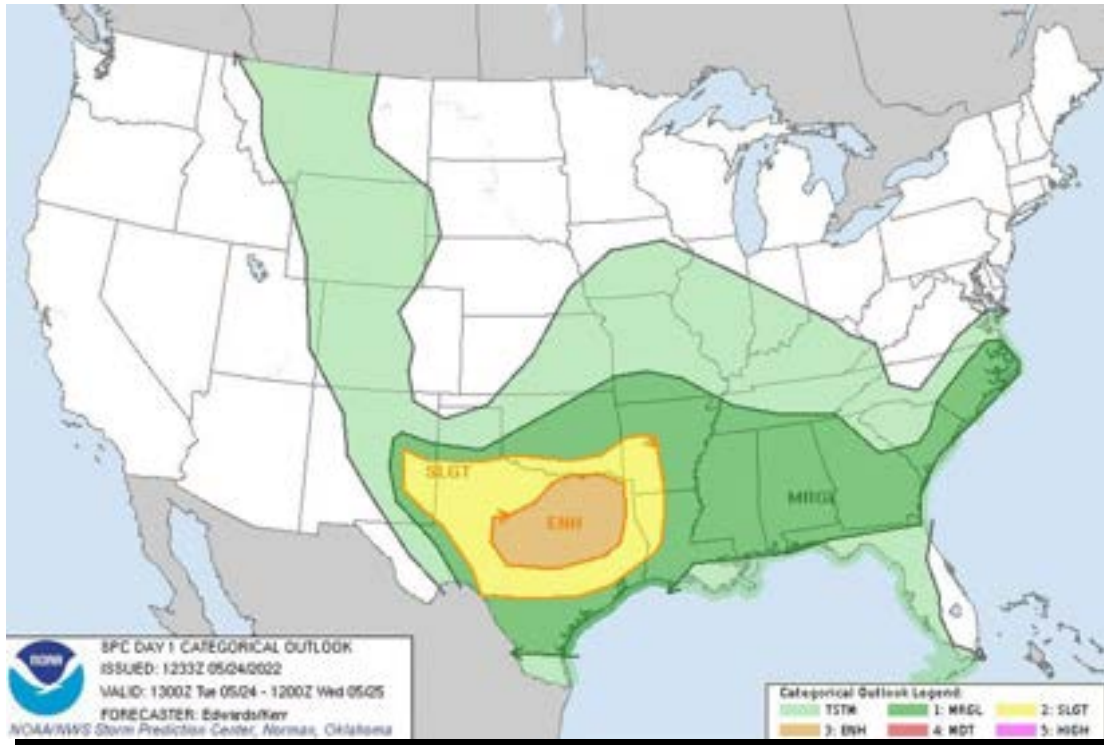 SLGT
ENH
MRGL
SPC DAY 1 CATEGORICAL OUTLOOK
ISSUED: 1233Z 05/24/2022
VALID: 1300Z Tue 05/24 - 1200Z Wed 05/25
FORECASTER: Edwards/Kerr
NOAA/NWS Storm Prediction Center, Norman, Oklahoma
NOAA
Categorical Outlook Legend:
TSTM 1: MRGL 2: SLGT
3: ENH 4: MDT 5: HIGH